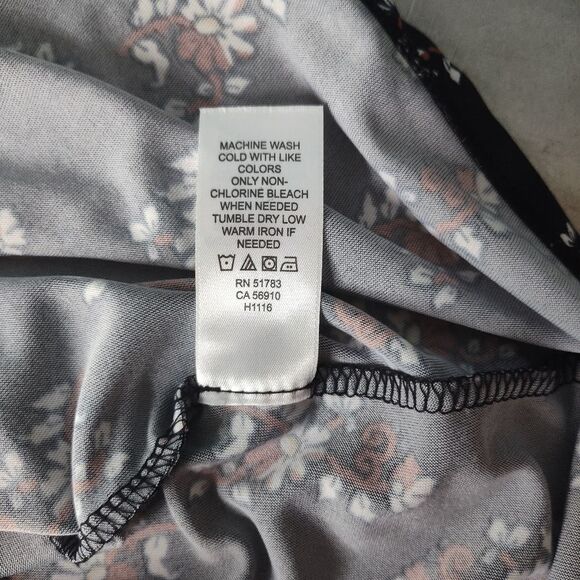 MACHINE WASH
COLD WITH LIKE
COLORS
ONLY NON-
CHLORINE BLEACH
WHEN NEEDED
TUMBLE DRY LOW
WARM IRON IF
NEEDED
RN 51783
CA 56910
H1116